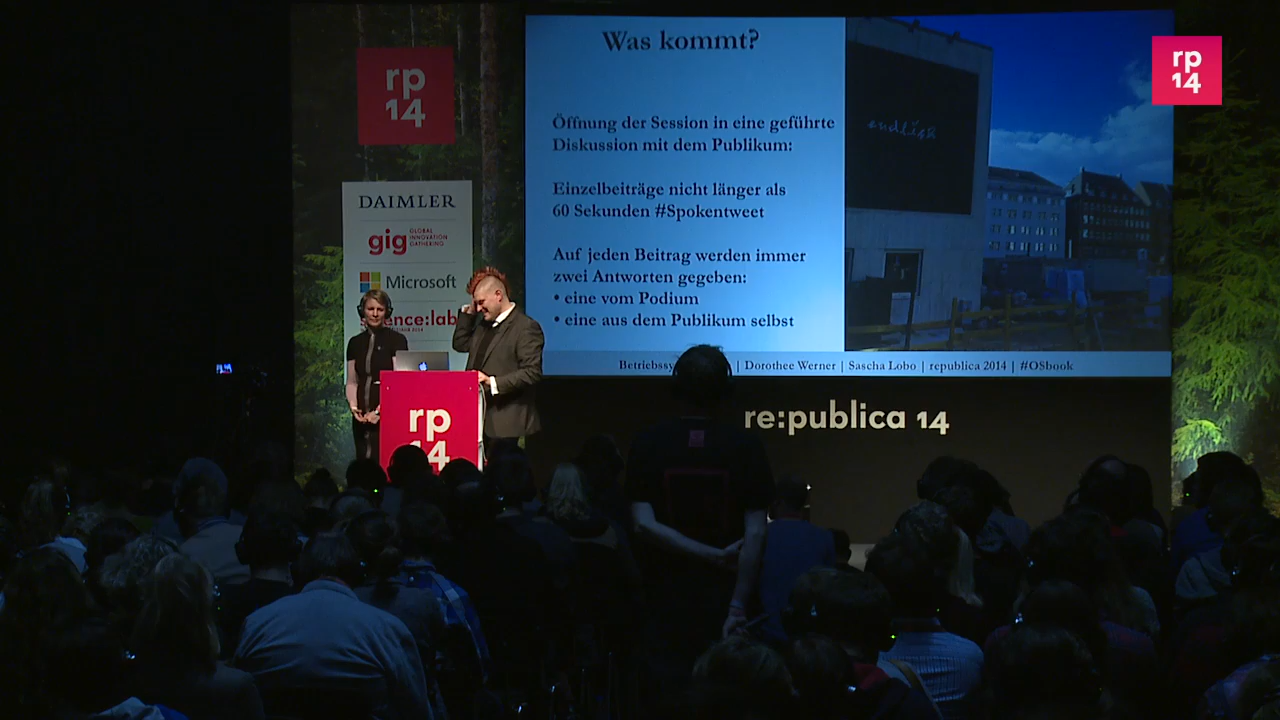 rp
14
DAIMLER
gig GLOBAL
INNOVATION
GATHERING
Microsoft
ence:lab
rp
14
Was kommt?
Öffnung der Session in eine geführte
Diskussion mit dem Publikum:
Einzelbeiträge nicht länger als
60 Sekunden #Spokentweet
Auf jeden Beitrag werden immer
zwei Antworten gegeben:
• eine vom Podium
• eine aus dem Publikum selbst
endlich
Betriebssy | Dorothee Werner | Sascha Lobo | republica 2014 | #OSbook
re:publica 14
rp
14